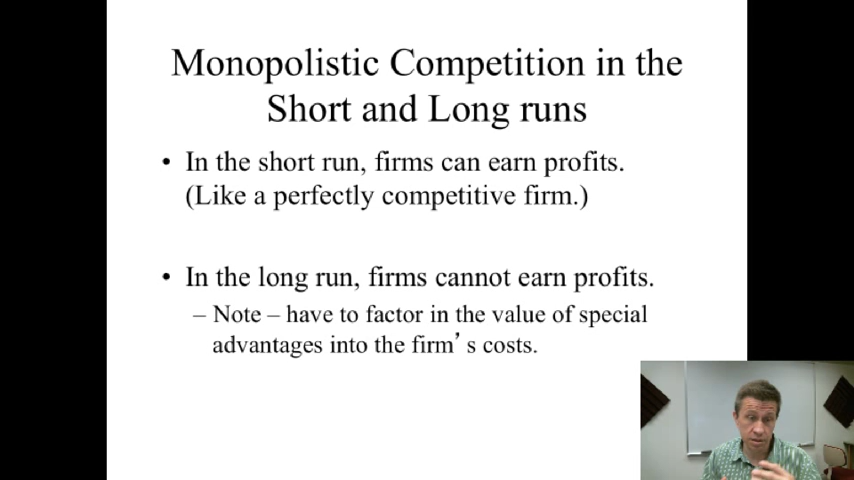 Monopolistic Competition in the
Short and Long runs
• In the short run, firms can earn profits.
(Like a perfectly competitive firm.)
• In the long run, firms cannot earn profits.
– Note – have to factor in the value of special
advantages into the firm’s costs.